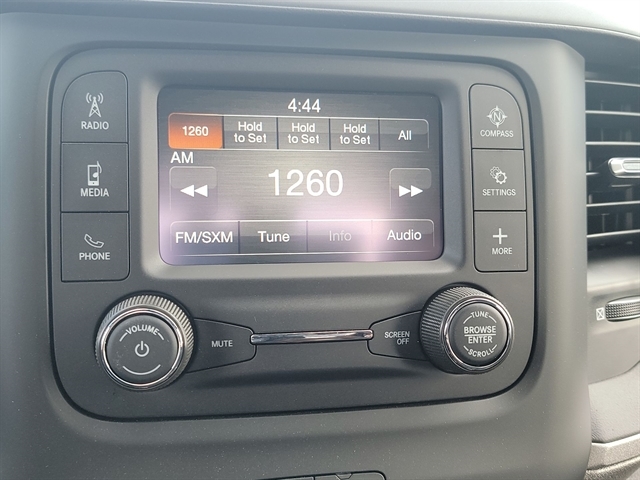 4:44
1260 Hold to Set Hold to Set Hold to Set All
AM
1260
FM/SXM Tune Info Audio
RADIO
MEDIA
PHONE
COMPASS
SETTINGS
MORE
VOLUME
MUTE
SCREEN
OFF
TUNE
BROWSE
ENTER
SCROLL